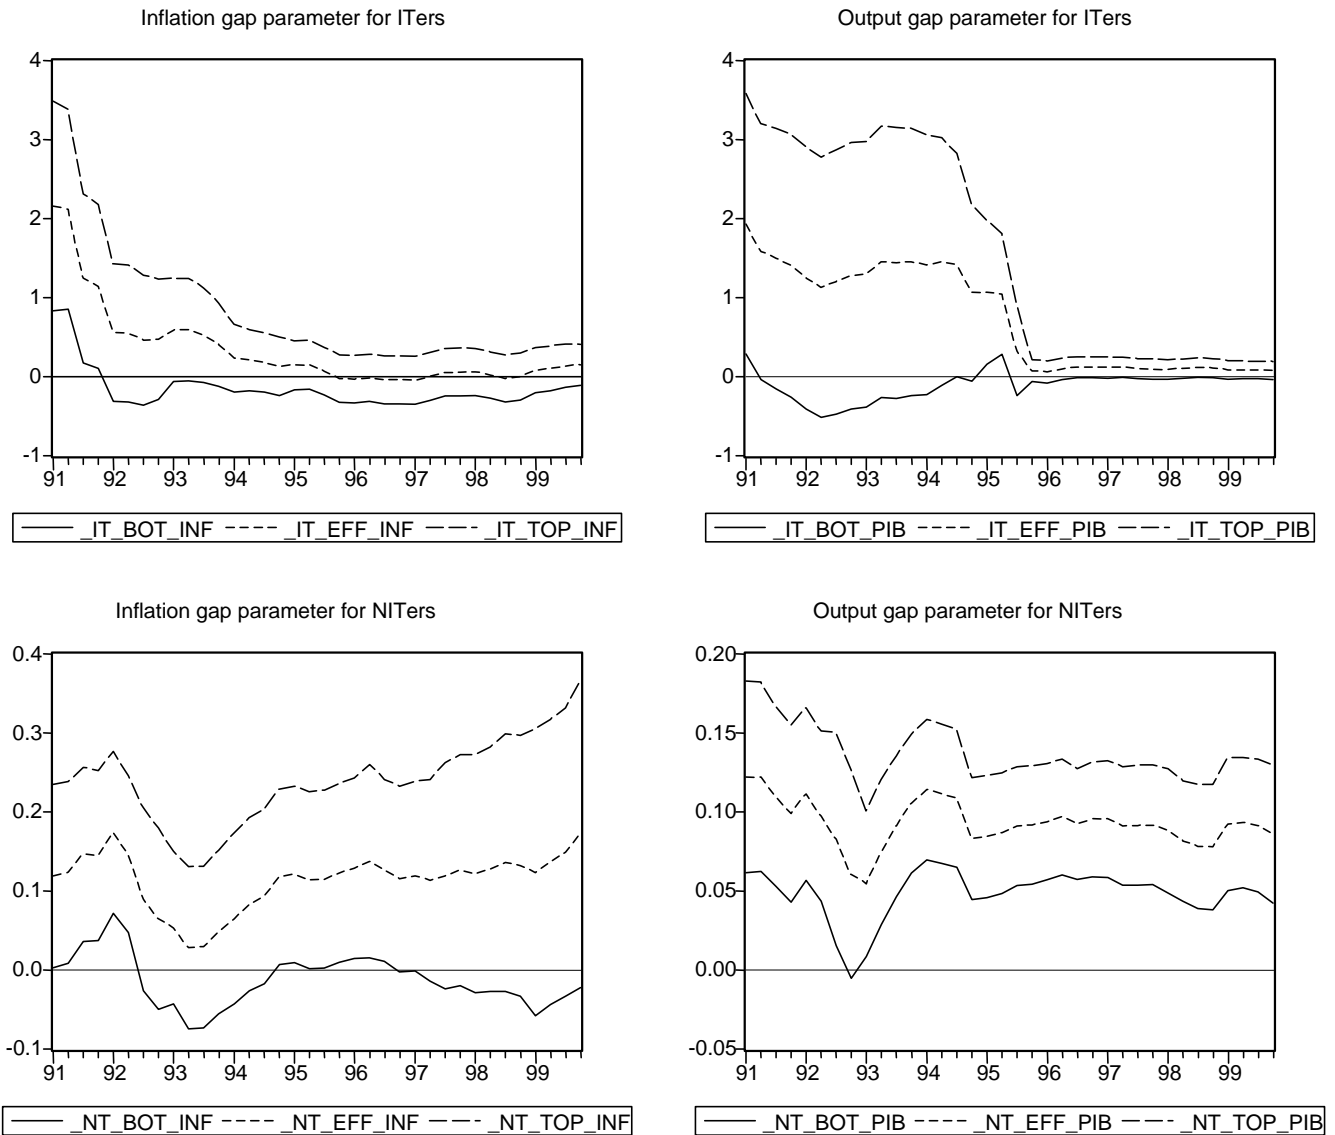 Inflation gap parameter for ITers
4
3
2
1
0
-1
91 92 93 94 95 96 97 98 99
_IT_BOT_INF _IT_EFF_INF _IT_TOP_INF
Output gap parameter for ITers
4
3
2
1
0
-1
91 92 93 94 95 96 97 98 99
_IT_BOT_PIB _IT_EFF_PIB _IT_TOP_PIB
Inflation gap parameter for NITers
0.4
0.3
0.2
0.1
0.0
-0.1
91 92 93 94 95 96 97 98 99
_NT_BOT_INF _NT_EFF_INF _NT_TOP_INF
Output gap parameter for NITers
0.20
0.15
0.10
0.05
0.00
-0.05
91 92 93 94 95 96 97 98 99
_NT_BOT_PIB _NT_EFF_PIB _NT_TOP_PIB